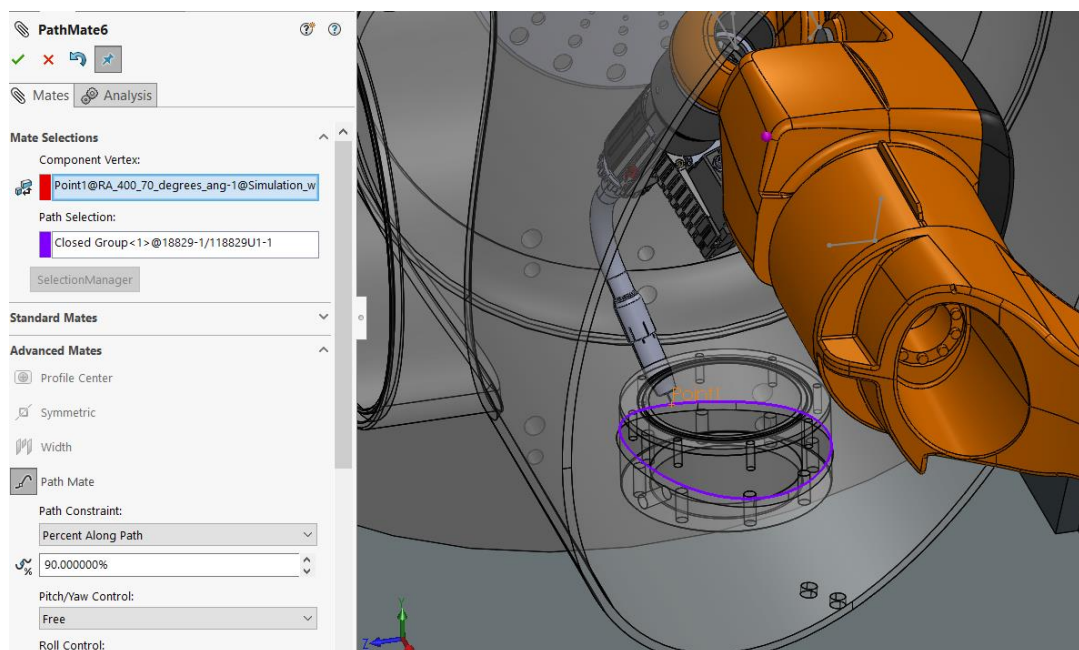 PathMate6
Mates
Analysis
Mate Selections
Component Vertex:
Point1@RA_400_70_degrees_ang-1@Simulation_w
Path Selection:
Closed Group<1>@18829-1/118829U1-1
SelectionManager
Standard Mates
Advanced Mates
Profile Center
Symmetric
Width
Path Mate
Path Constraint:
Percent Along Path
90.000000%
Pitch/Yaw Control:
Free
Roll Control:
Point1
Y
Z